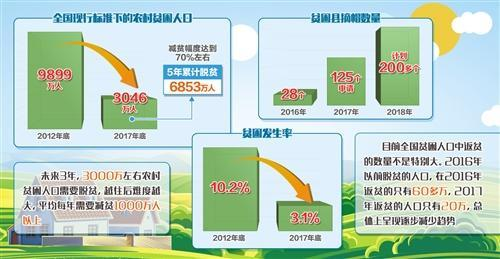 全国现行标准下的农村贫困人口
9899
万人
3046
万人
减贫幅度达到
70%左右
5年累计脱贫
6853万人
2012年底
2017年底
贫困县摘帽数量
28个
125个
申请
计划
200多个
2016年
2017年
2018年
贫困发生率
10.2%
3.1%
2012年底
2017年底
未来3年，3000万左右农村
贫困人口需要脱贫，越往后难度越
大，平均每年需要减贫1000万人
以上
目前全国贫困人口中返贫
的数量不是特别大。2016年
以前脱贫的人口，在2016年
返贫的只有60多万，2017
年返贫的人口只有20万，总
体上呈现逐步减少趋势